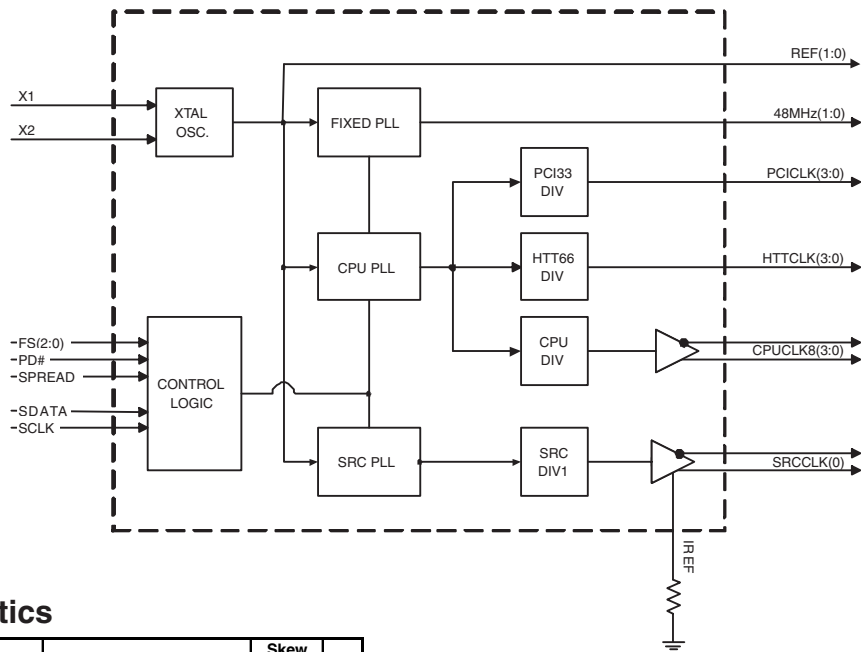 REF(1:0)
X1
XTAL
OSC.
FIXED PLL
48MHz(1:0)
X2
PCI33
DIV
PCICLK(3:0)
CPU PLL
HTT66
DIV
HTTCLK(3:0)
FS(2:0)
PD#
SPREAD
SDATA
SCLK
CONTROL
LOGIC
CPU
DIV
CPUCLK8(3:0)
SRC PLL
SRC
DIV1
SRCCLK(0)
IREF
tics
Skew